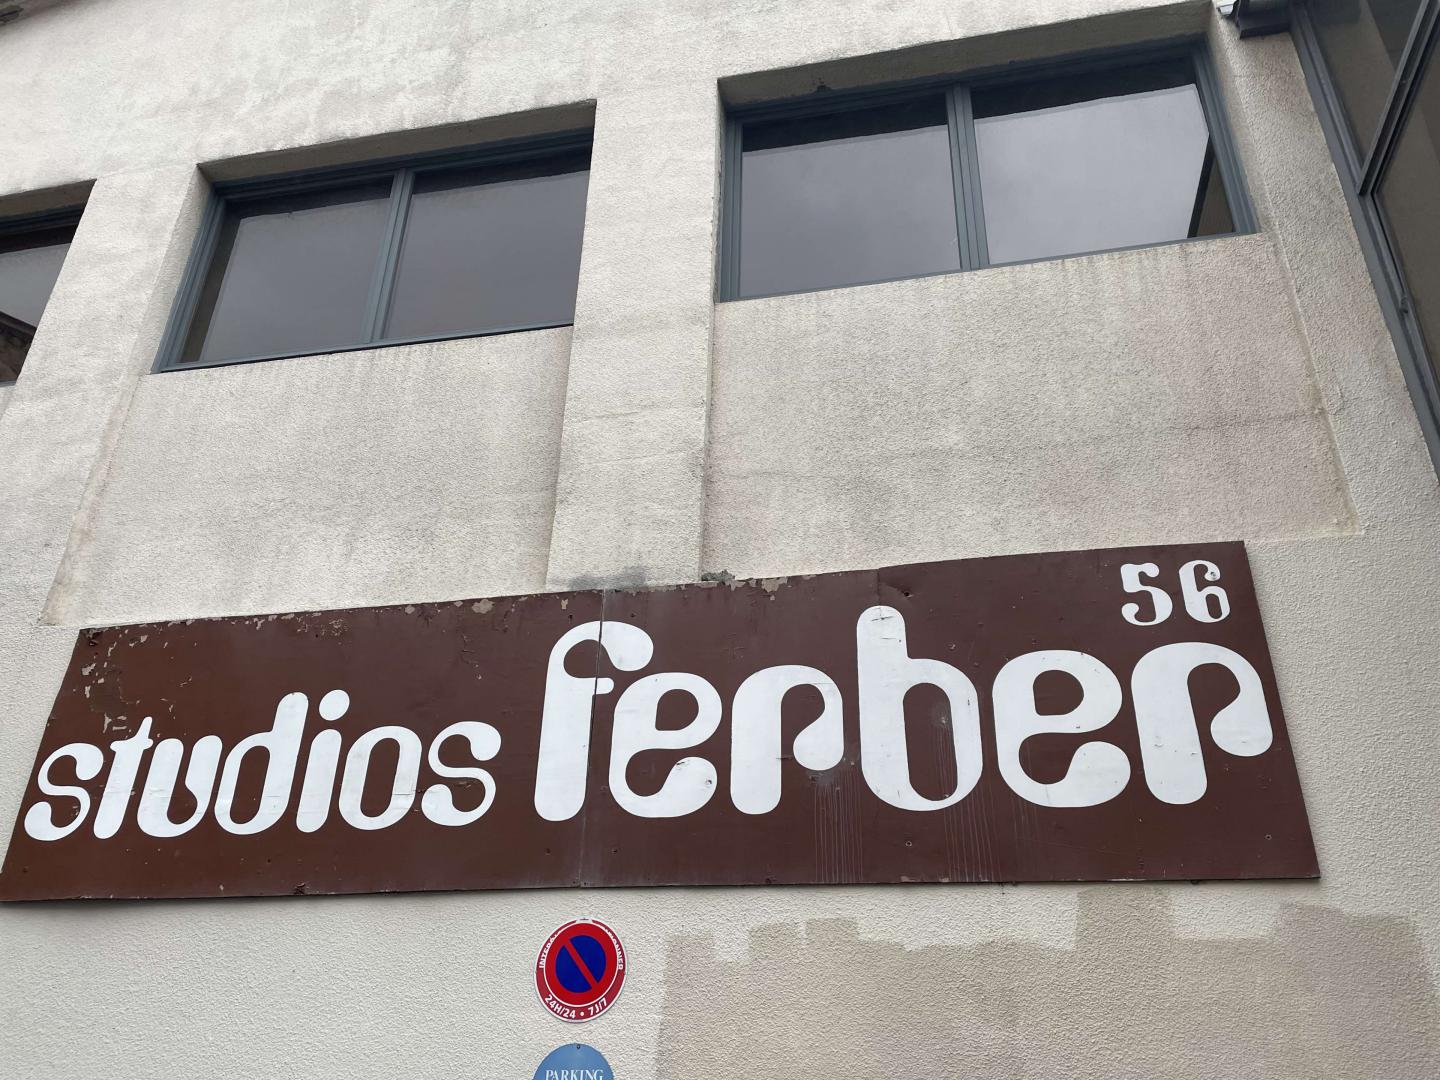 56
studios ferber
24H/24 • 7J/7
PARKING